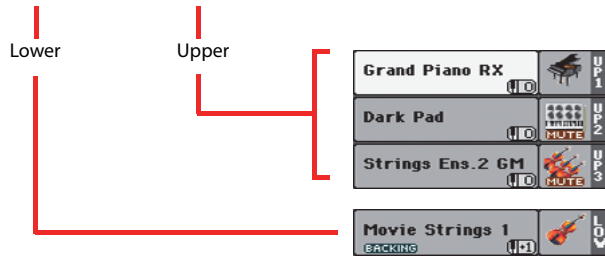 Lower Upper
Grand Piano RX UP1
0
Dark Pad UP2
0 MUTE
Strings Ens.2 GM UP3
0 MUTE
Movie Strings 1 LOW
BACKING +1